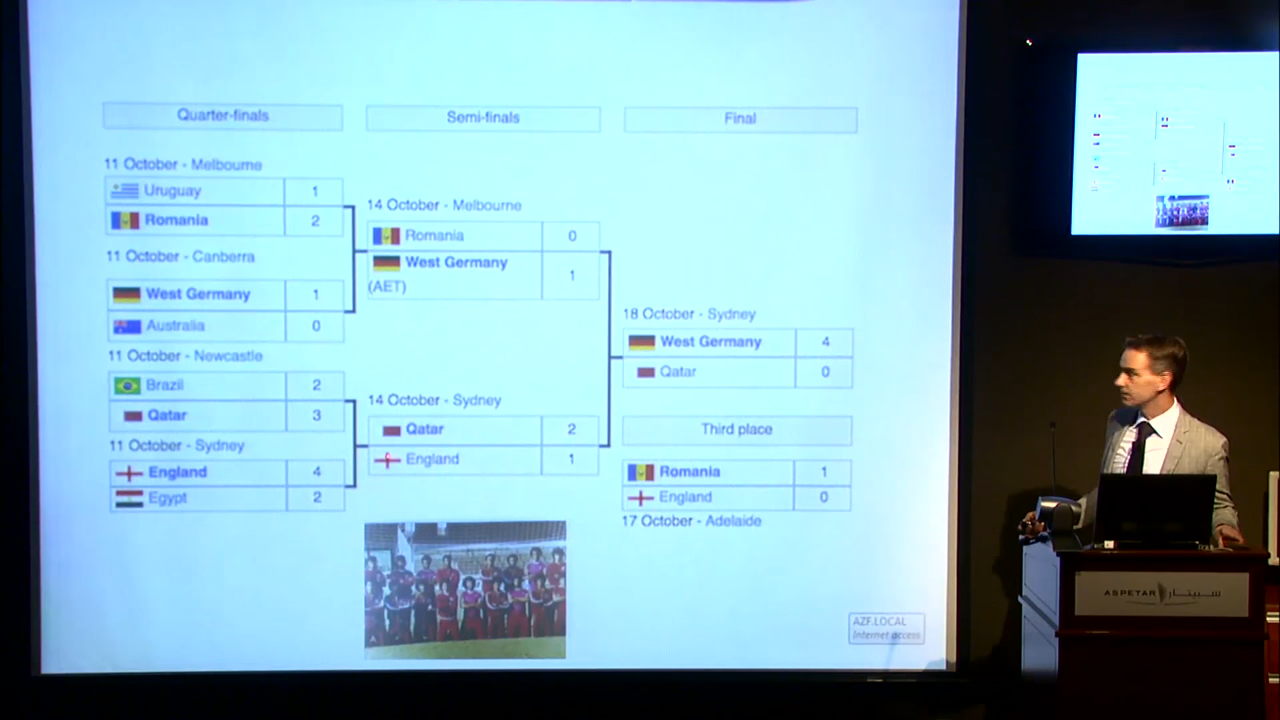 Quarter-finals
Semi-finals
Final
11 October - Melbourne
Uruguay 1
Romania 2
11 October - Canberra
West Germany 1
Australia 0
11 October - Newcastle
Brazil 2
Qatar 3
11 October - Sydney
England 4
Egypt 2
14 October - Melbourne
Romania 0
West Germany 1
(AET)
14 October - Sydney
Qatar 2
England 1
18 October - Sydney
West Germany 4
Qatar 0
Third place
Romania 1
England 0
17 October - Adelaide
AZF.LOCAL
Internet access
ASPETAR سبيتار